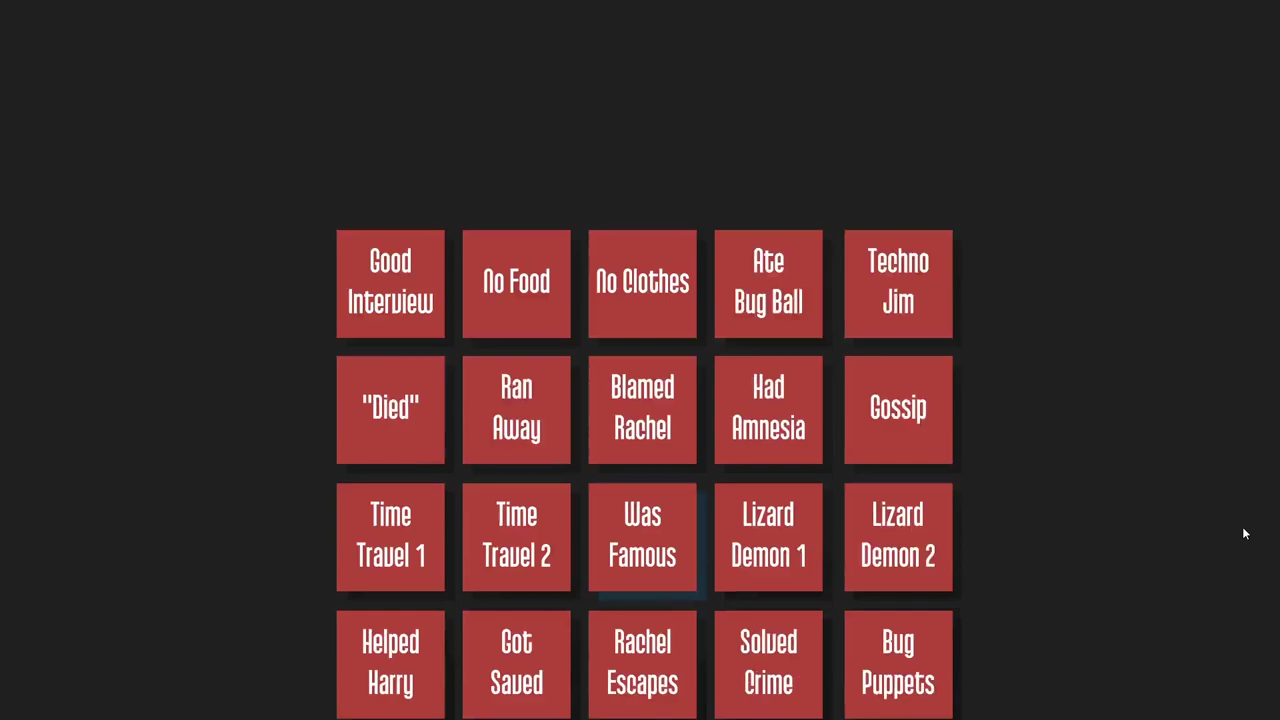 Good
Interview
No Food
No Clothes
Ate
Bug Ball
Techno
Jim
"Died"
Ran
Away
Blamed
Rachel
Had
Amnesia
Gossip
Time
Travel 1
Time
Travel 2
Was
Famous
Lizard
Demon 1
Lizard
Demon 2
Helped
Harry
Got
Saved
Rachel
Escapes
Solved
Crime
Bug
Puppets